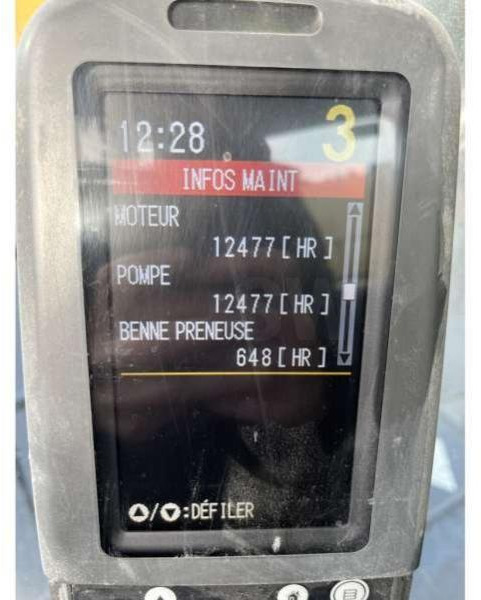 12:28 3
INFOS MAINT
MOTEUR
12477[ HR ]
POMPE
12477[ HR ]
BENNE PRENEUSE
648[ HR ]
△/▽:DÉFILER